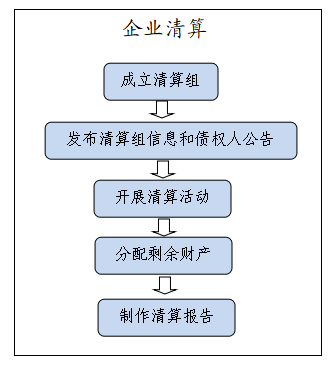 企业清算
成立清算组
发布清算组信息和债权人公告
开展清算活动
分配剩余财产
制作清算报告